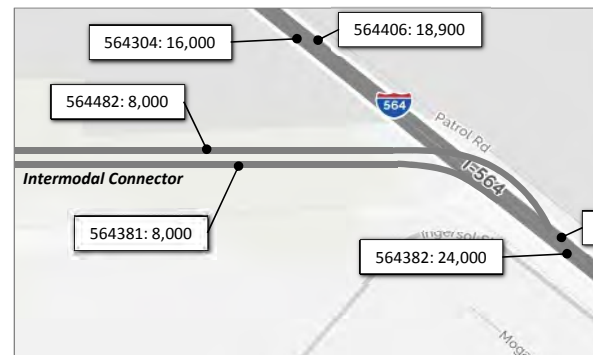 564304: 16,000
564406: 18,900
564482: 8,000
564
Patrol Rd
I-564
Intermodal Connector
564381: 8,000
564382: 24,000